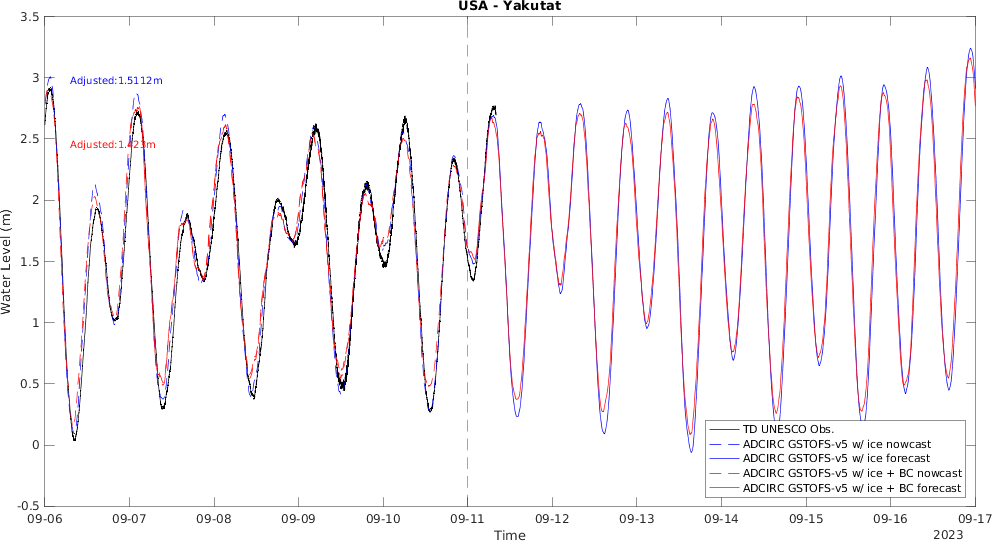 USA - Yakutat
3.5
3
2.5
2
1.5
1
0.5
0
-0.5
Water Level (m)
Adjusted:1.5112m
Adjusted:1.423m
TD UNESCO Obs.
ADCIRC GSTOFS-v5 w/ ice nowcast
ADCIRC GSTOFS-v5 w/ ice forecast
ADCIRC GSTOFS-v5 w/ ice + BC nowcast
ADCIRC GSTOFS-v5 w/ ice + BC forecast
09-06 09-07 09-08 09-09 09-10 09-11 09-12 09-13 09-14 09-15 09-16 09-17
Time
2023